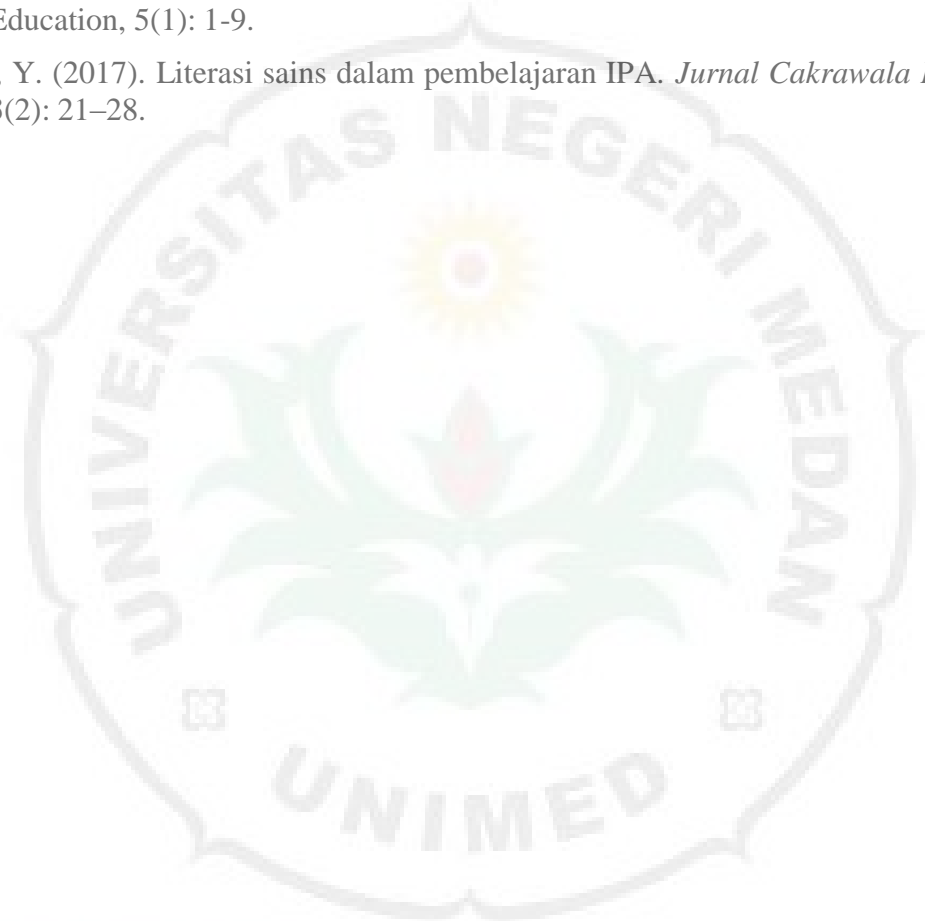 Education, 5(1): 1-9.
, Y. (2017). Literasi sains dalam pembelajaran IPA. Jurnal Cakrawala
(2): 21–28.
UNIVERSITAS NEGERI MEDAN
UNIMED